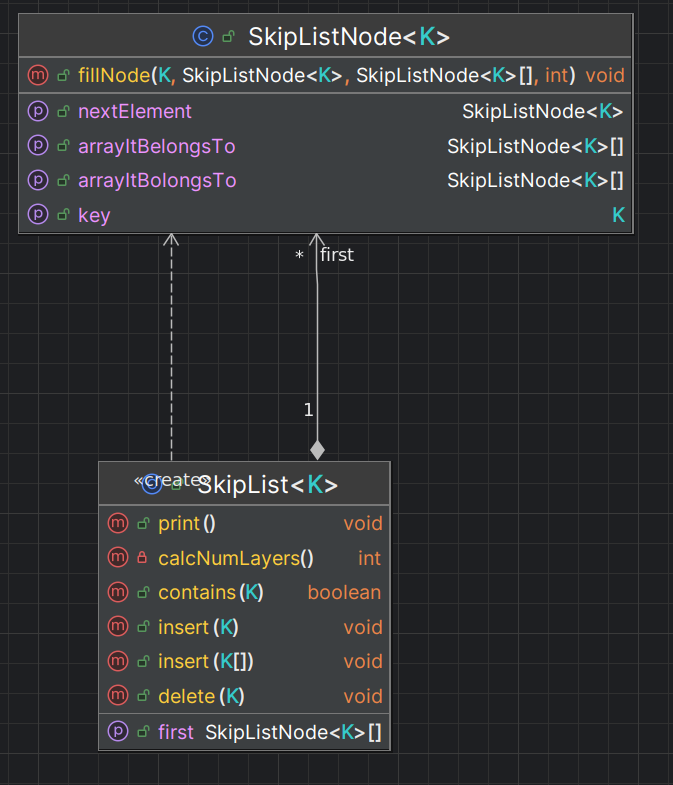 SkipListNode<K>
fillNode(K, SkipListNode<K>, SkipListNode<K>[], int) void
nextElement SkipListNode<K>
arrayItBelongsTo SkipListNode<K>[]
arrayItBolongsTo SkipListNode<K>[]
key K
* first
1
«create»
SkipList<K>
print() void
calcNumLayers() int
contains(K) boolean
insert(K) void
insert(K[]) void
delete(K) void
first SkipListNode<K>[]